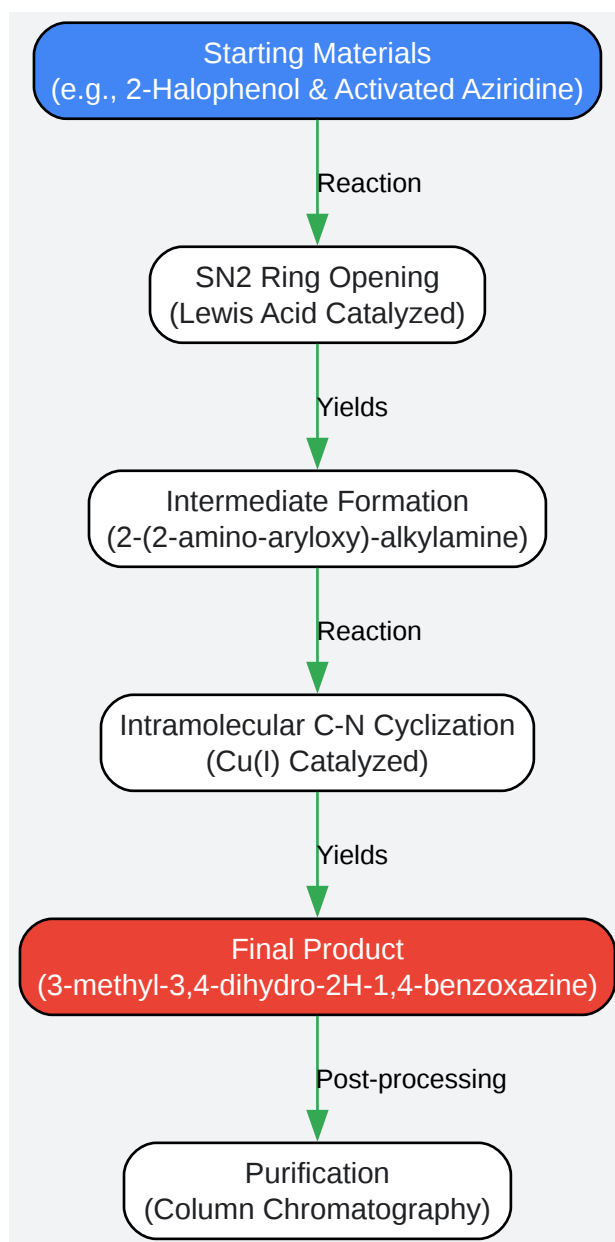 Starting Materials
(e.g., 2-Halophenol & Activated Aziridine)
Reaction
SN2 Ring Opening
(Lewis Acid Catalyzed)
Yields
Intermediate Formation
(2-(2-amino-aryloxy)-alkylamine)
Reaction
Intramolecular C-N Cyclization
(Cu(I) Catalyzed)
Yields
Final Product
(3-methyl-3,4-dihydro-2H-1,4-benzoxazine)
Post-processing
Purification
(Column Chromatography)